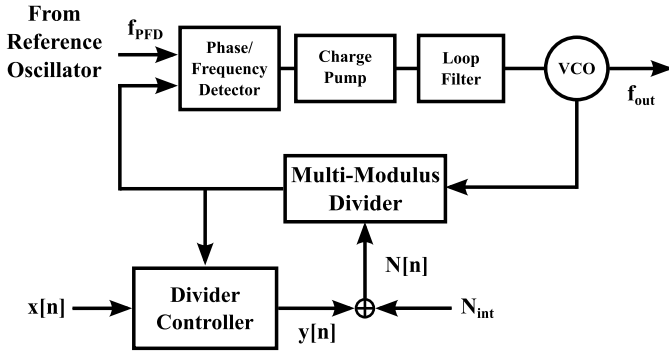 From
Reference
Oscillator
fPFD
Phase/
Frequency
Detector
Charge
Pump
Loop
Filter
VCO
fout
Multi-Modulus
Divider
N[n]
x[n]
Divider
Controller
y[n]
Nint